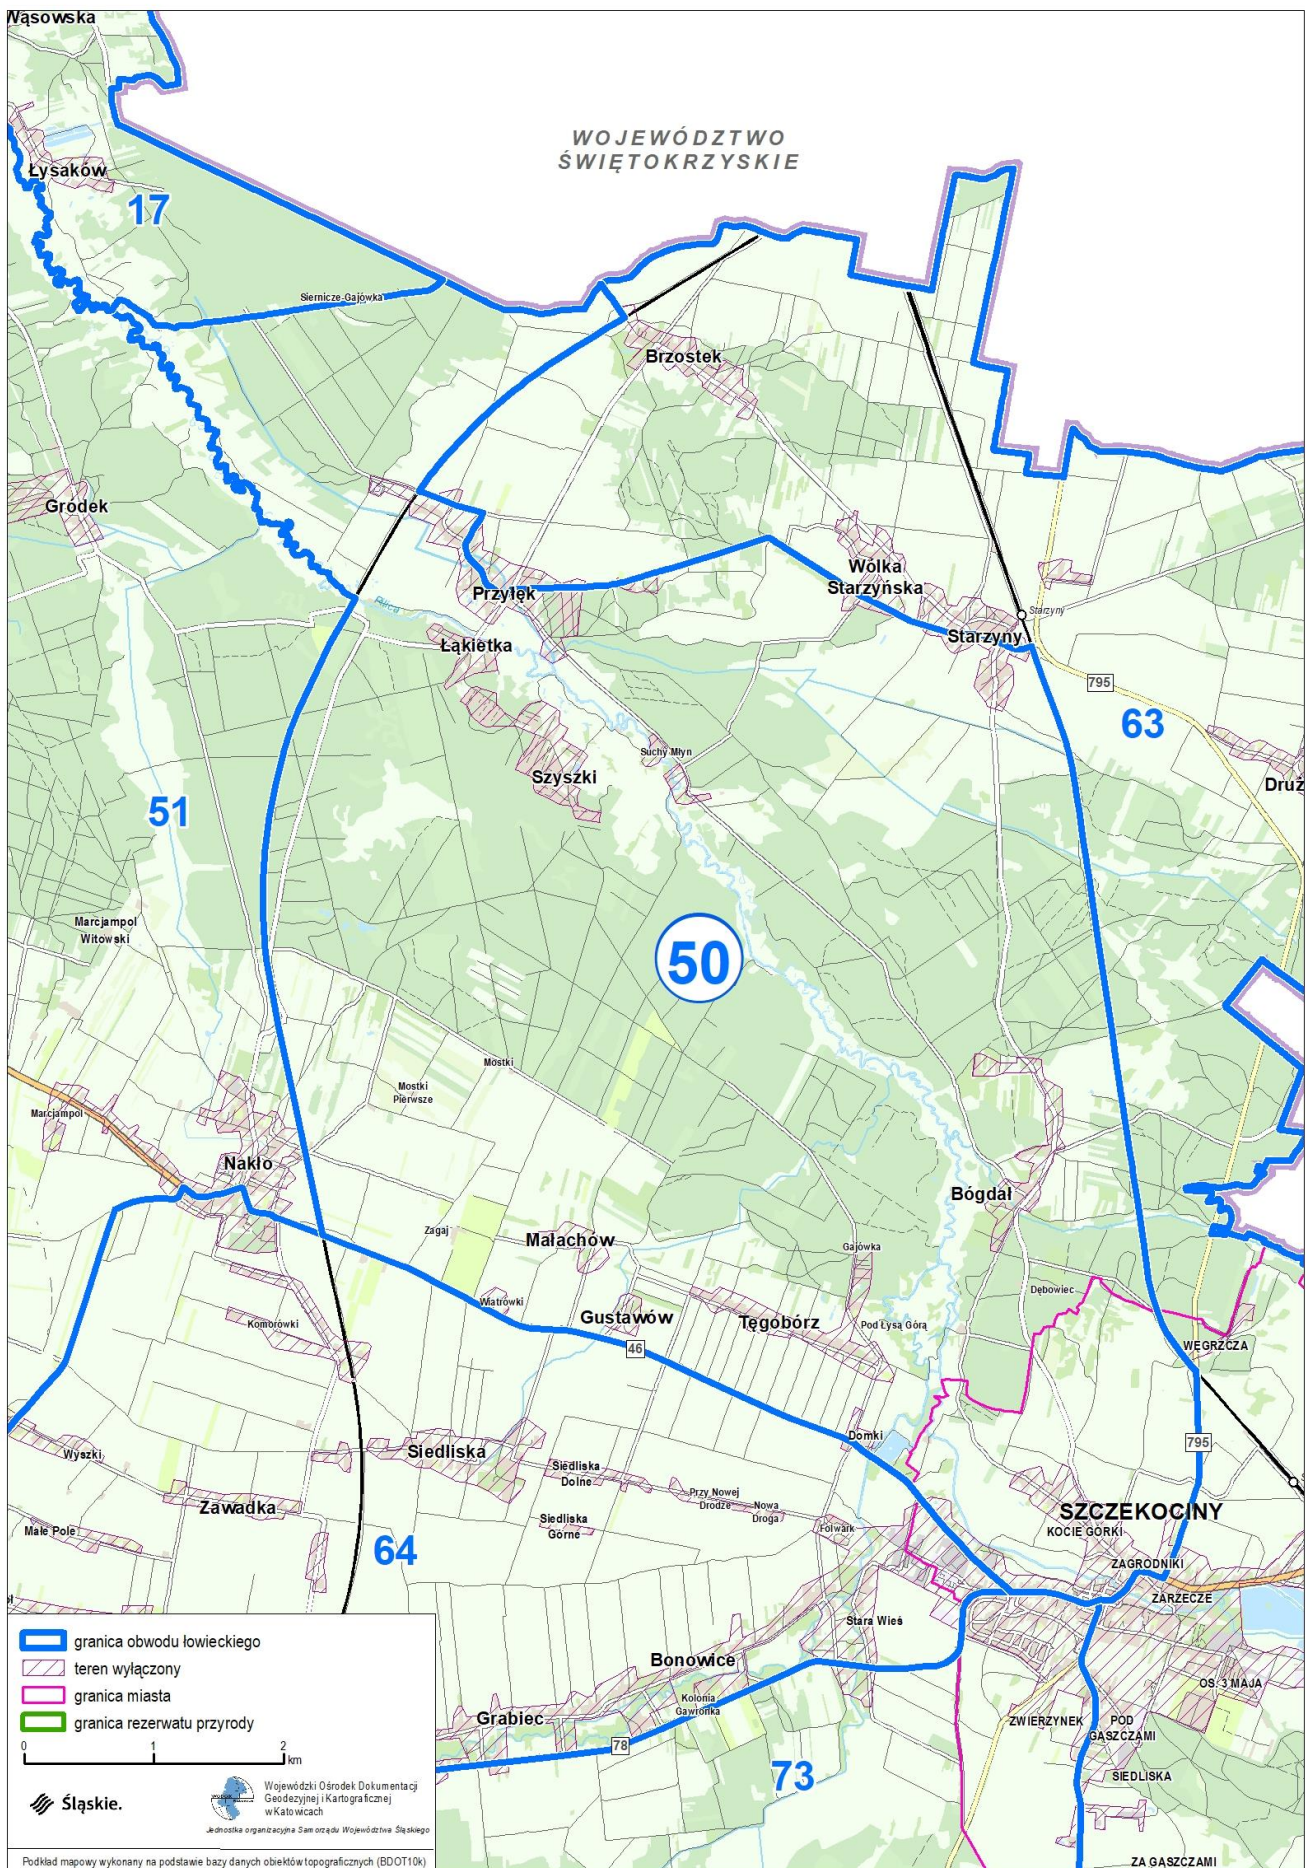 Wąsowska
WOJEWÓDZTWO
ŚWIĘTOKRZYSKIE
Łysaków
17
Siernicze-Gajówka
Brzostek
Gródek
Wólka
Starzyńska
Przyłęk
Pilica
Starzyny
Łąkietka
Starzyny
795
63
Suchy Młyn
Szyszki
Druż
51
Marcjampol
Witowski
50
Mostki
Mostki
Pierwsze
Marcjampol
Nakło
Bógdał
Zagaj
Małachów
Gajówka
Dębowiec
Wiatrówki
Gustawów
Tęgobórz
Pod Łysą Górą
Komorówki
46
WĘGRZCZA
Domki
795
Wyszki
Siedliska
Siedliska
Dolne
Przy Nowej
Drodze
Nowa
Droga
Zawadka
SZCZEKOCINY
KOCIE GÓRKI
Małe Pole
Siedliska
Górne
Folwark
64
ZAGRODNIKI
ZARZECZE
Stara Wieś
Bonowice
OS. 3 MAJA
Kolonia
Gawronka
Grabiec
ZWIERZYNEK
POD
GĄSZCZAMI
78
73
SIEDLISKA
ZA GĄSZCZAMI
granica obwodu łowieckiego
teren wyłączony
granica miasta
granica rezerwatu przyrody
0 1 2
km
Śląskie.
Wojewódzki Ośrodek Dokumentacji
Geodezyjnej i Kartograficznej
w Katowicach
Jednostka organizacyjna Samorządu Województwa Śląskiego
Podkład mapowy wykonany na podstawie bazy danych obiektów topograficznych (BDOT10k)